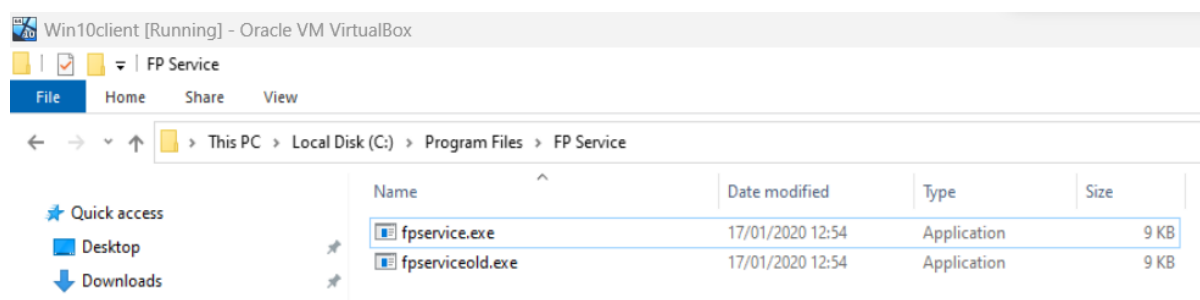 Win10client [Running] - Oracle VM VirtualBox
FP Service
File Home Share View
This PC > Local Disk (C:) > Program Files > FP Service
Name Date modified Type Size
Quick access
fpservice.exe 17/01/2020 12:54 Application 9 KB
Desktop
fpserviceold.exe 17/01/2020 12:54 Application 9 KB
Downloads